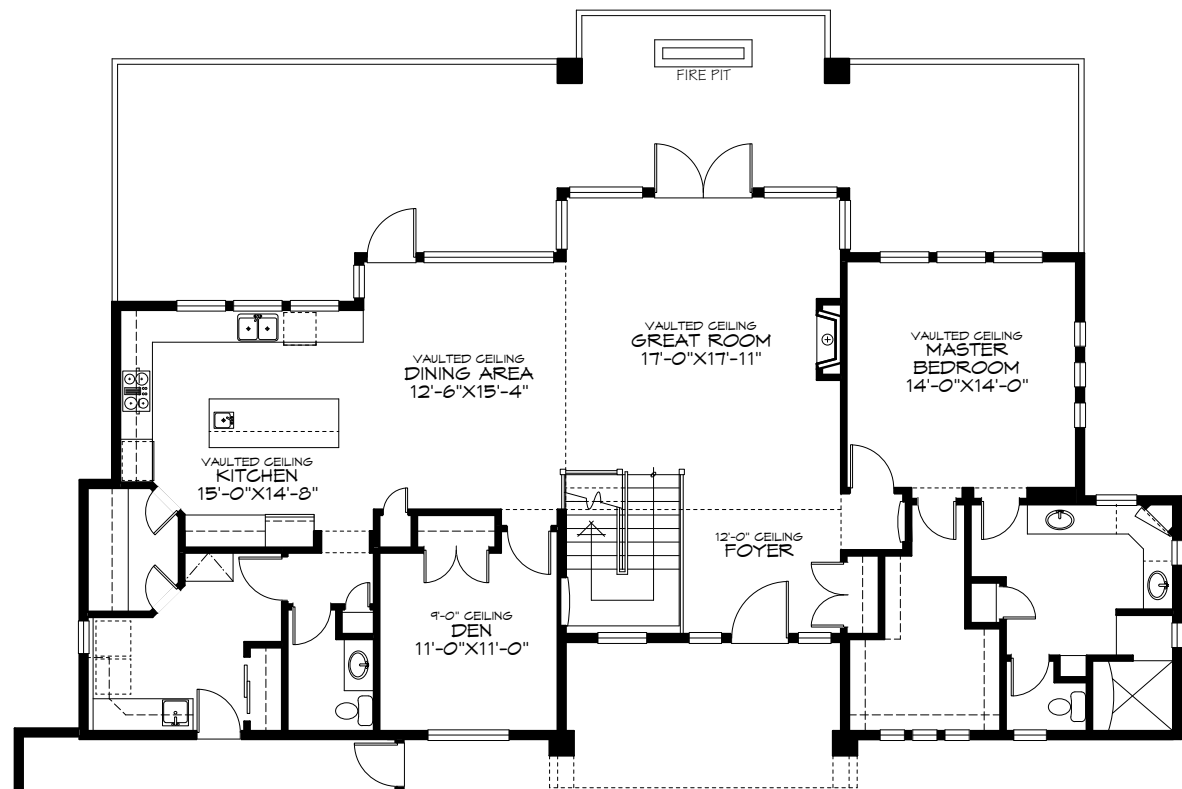 FIRE PIT
VAULTED CEILING
GREAT ROOM
17'-0"X17'-11"
VAULTED CEILING
MASTER
BEDROOM
14'-0"X14'-0"
VAULTED CEILING
DINING AREA
12'-6"X15'-4"
VAULTED CEILING
KITCHEN
15'-0"X14'-8"
12'-0" CEILING
FOYER
9'-0" CEILING
DEN
11'-0"X11'-0"